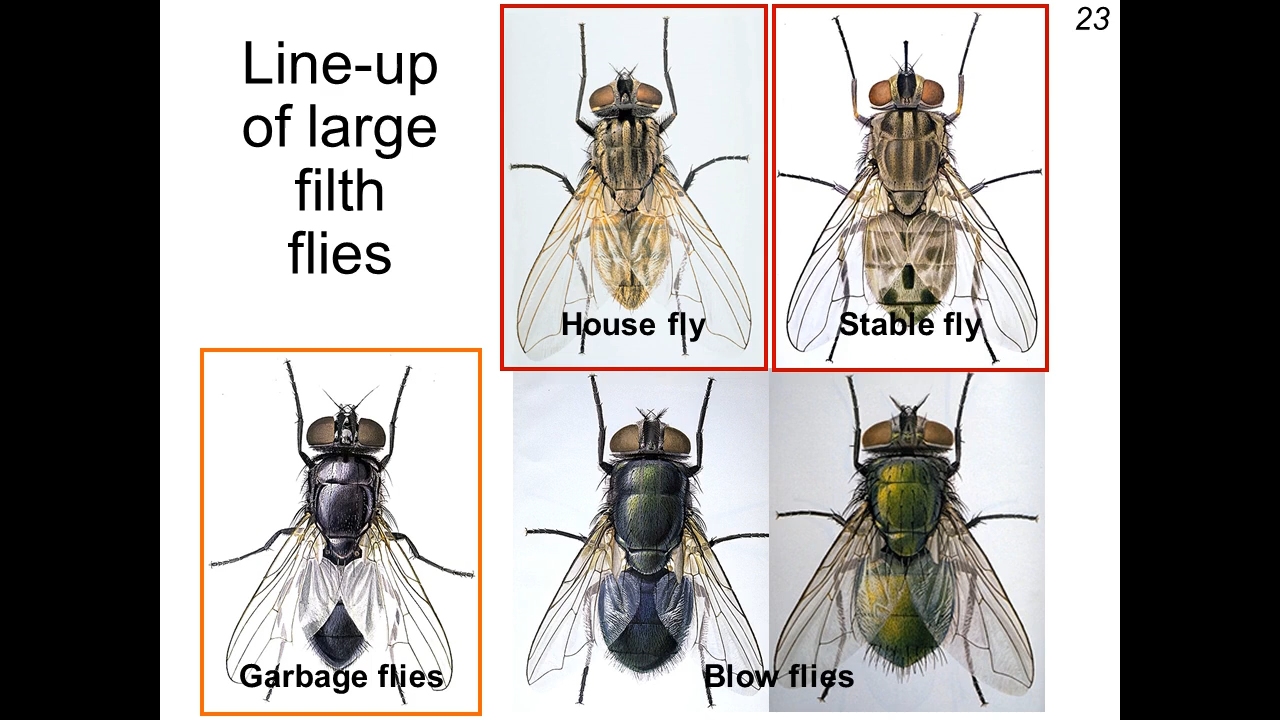 Line-up
of large
filth
flies
23
House fly
Stable fly
Garbage flies
Blow flies